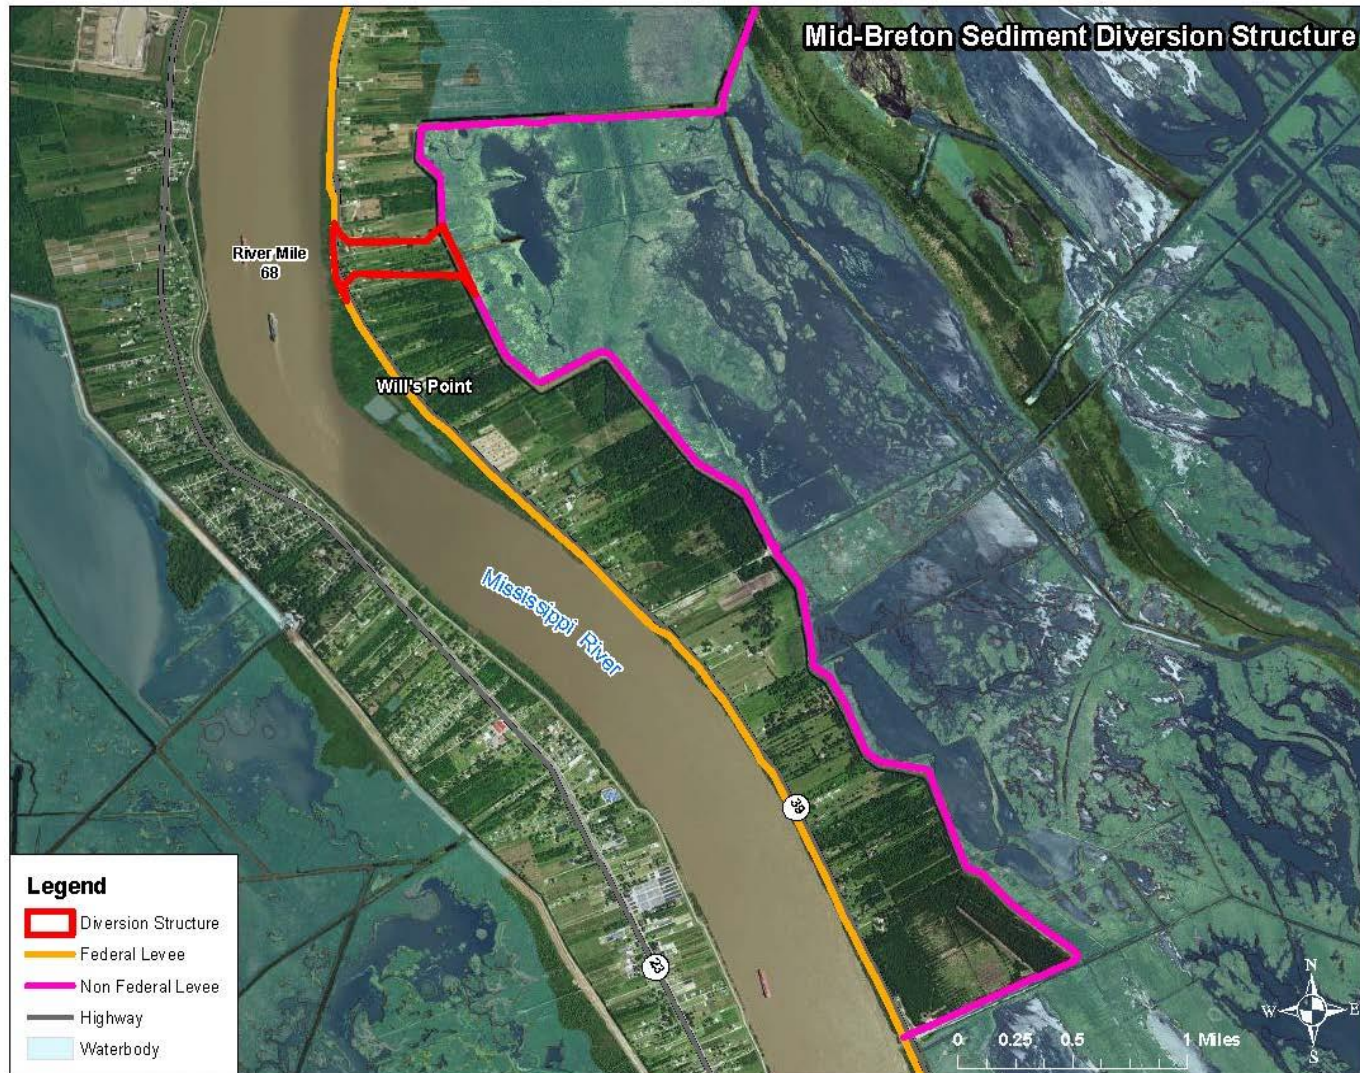 Mid-Breton Sediment Diversion Structure
River Mile
68
Will's Point
Mississippi River
39
23
Legend
Diversion Structure
Federal Levee
Non Federal Levee
Highway
Waterbody
N
W E
S
0 0.25 0.5 1 Miles